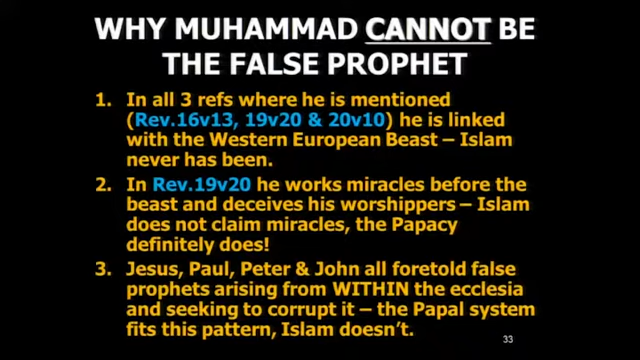 WHY MUHAMMAD CANNOT BE
THE FALSE PROPHET
1. In all 3 refs where he is mentioned
(Rev.16v13, 19v20 & 20v10) he is linked
with the Western European Beast – Islam
never has been.
2. In Rev.19v20 he works miracles before the
beast and deceives his worshippers – Islam
does not claim miracles, the Papacy
definitely does!
3. Jesus, Paul, Peter & John all foretold false
prophets arising from WITHIN the ecclesia
and seeking to corrupt it – the Papal system
fits this pattern, Islam doesn't.
33